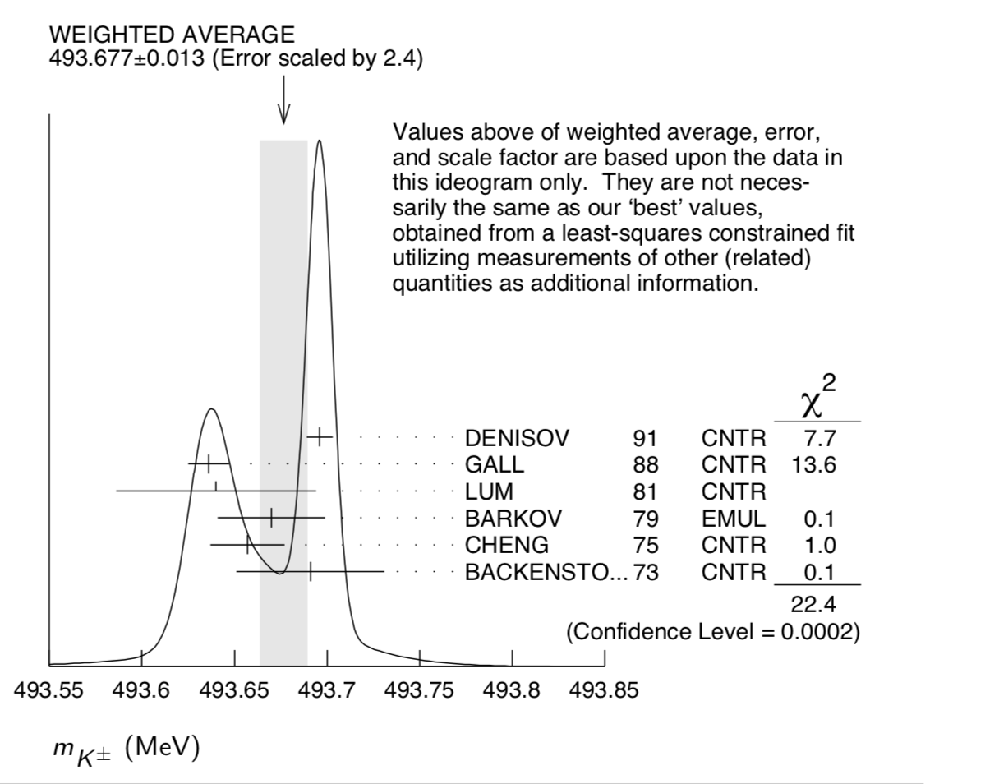 WEIGHTED AVERAGE
493.677±0.013 (Error scaled by 2.4)
Values above of weighted average, error,
and scale factor are based upon the data in
this ideogram only. They are not neces-
sarily the same as our ‘best’ values,
obtained from a least-squares constrained fit
utilizing measurements of other (related)
quantities as additional information.
χ²
DENISOV 91 CNTR 7.7
GALL 88 CNTR 13.6
LUM 81 CNTR
BARKOV 79 EMUL 0.1
CHENG 75 CNTR 1.0
BACKENSTO... 73 CNTR 0.1
22.4
(Confidence Level = 0.0002)
493.55 493.6 493.65 493.7 493.75 493.8 493.85
m K± (MeV)